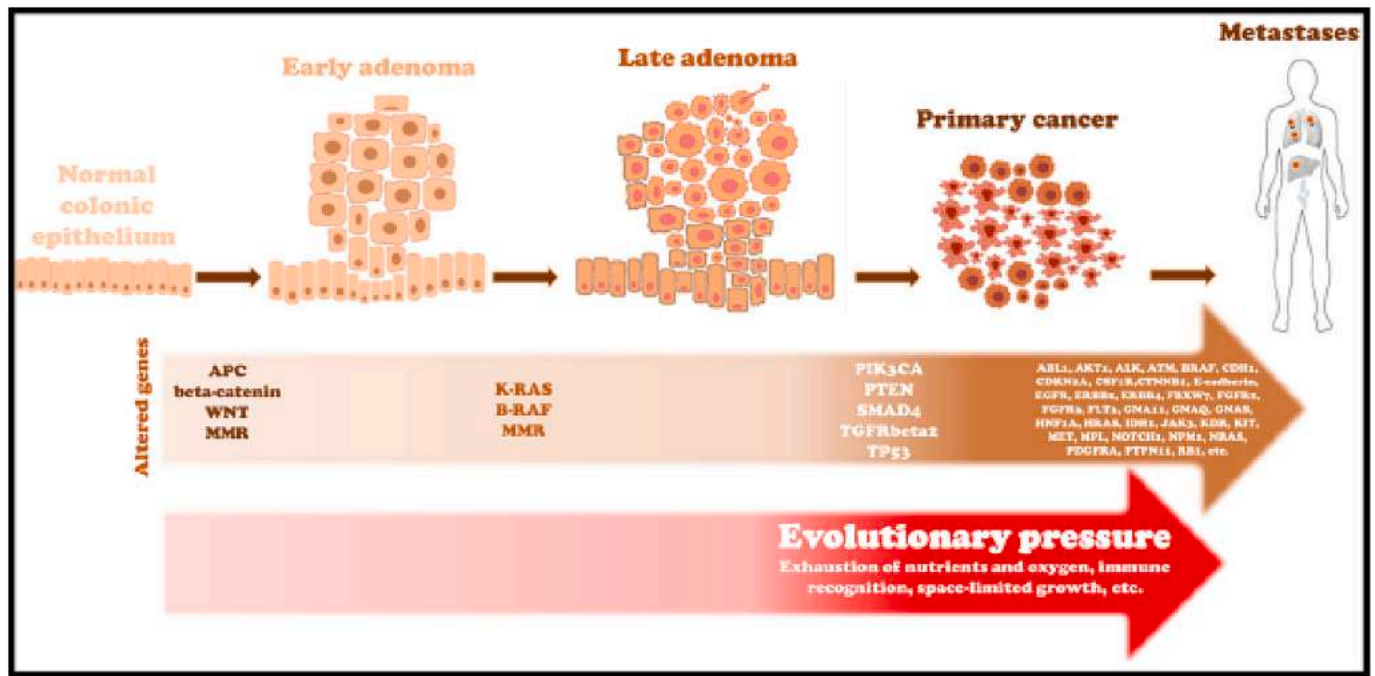 Metastases
Early adenoma
Late adenoma
Primary cancer
Normal
colonic
epithelium
Altered genes
APC
beta-catenin
WNT
MMR
K-RAS
B-RAF
MMR
PIK3CA
PTEN
SMAD4
TGFRbeta2
TP53
ABL1, AKT1, ALK, ATM, BRAF, CDH1,
CDKN2A, CSF1R,CTNNB1, E-cadherin,
EGFR, ERBB2, ERBB4, FBXW7, FGFR2,
FGFR3, FLT3, GNA11, GNAQ, GNAS,
HNF1A, HRAS, IDH1, JAK3, KDR, KIT,
MET, MPL, NOTCH1, NPM1, NRAS,
PDGFRA, PTPN11, RB1, etc.
Evolutionary pressure
Exhaustion of nutrients and oxygen, immune
recognition, space-limited growth, etc.